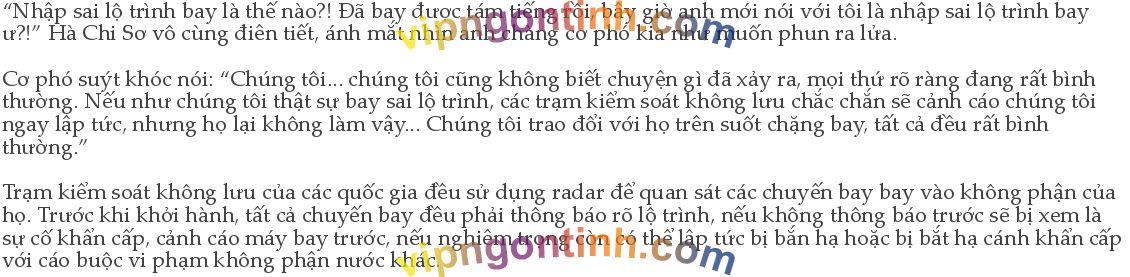 “Nhập sai lộ trình bay là thế nào?! Đã bay được tám tiếng rồi, bây giờ anh mới nói với tôi là nhập sai lộ trình bay
ư?!” Hà Chi Sơ vô cùng điên tiết, ánh mắt nhìn anh chàng cơ phó kia như muốn phun ra lửa.
vipngontinh.com
Cơ phó suýt khóc nói: “Chúng tôi... chúng tôi cũng không biết chuyện gì đã xảy ra, mọi thứ rõ ràng đang rất bình
thường. Nếu như chúng tôi thật sự bay sai lộ trình, các trạm kiểm soát không lưu chắc chắn sẽ cảnh cáo chúng tôi
ngay lập tức, nhưng họ lại không làm vậy... Chúng tôi trao đổi với họ trên suốt chặng bay, tất cả đều rất bình
thường.”
Trạm kiểm soát không lưu của các quốc gia đều sử dụng radar để quan sát các chuyến bay bay vào không phận của
họ. Trước khi khởi hành, tất cả chuyến bay đều phải thông báo rõ lộ trình, nếu không thông báo trước sẽ bị xem là
sự cố khẩn cấp, cảnh cáo máy bay trước, nếu nghiêm trọng còn có thể lập tức bị bắn hạ hoặc bị bắt hạ cánh khẩn cấp
với cáo buộc vi phạm không phận nước khác.
vipngontinh.com